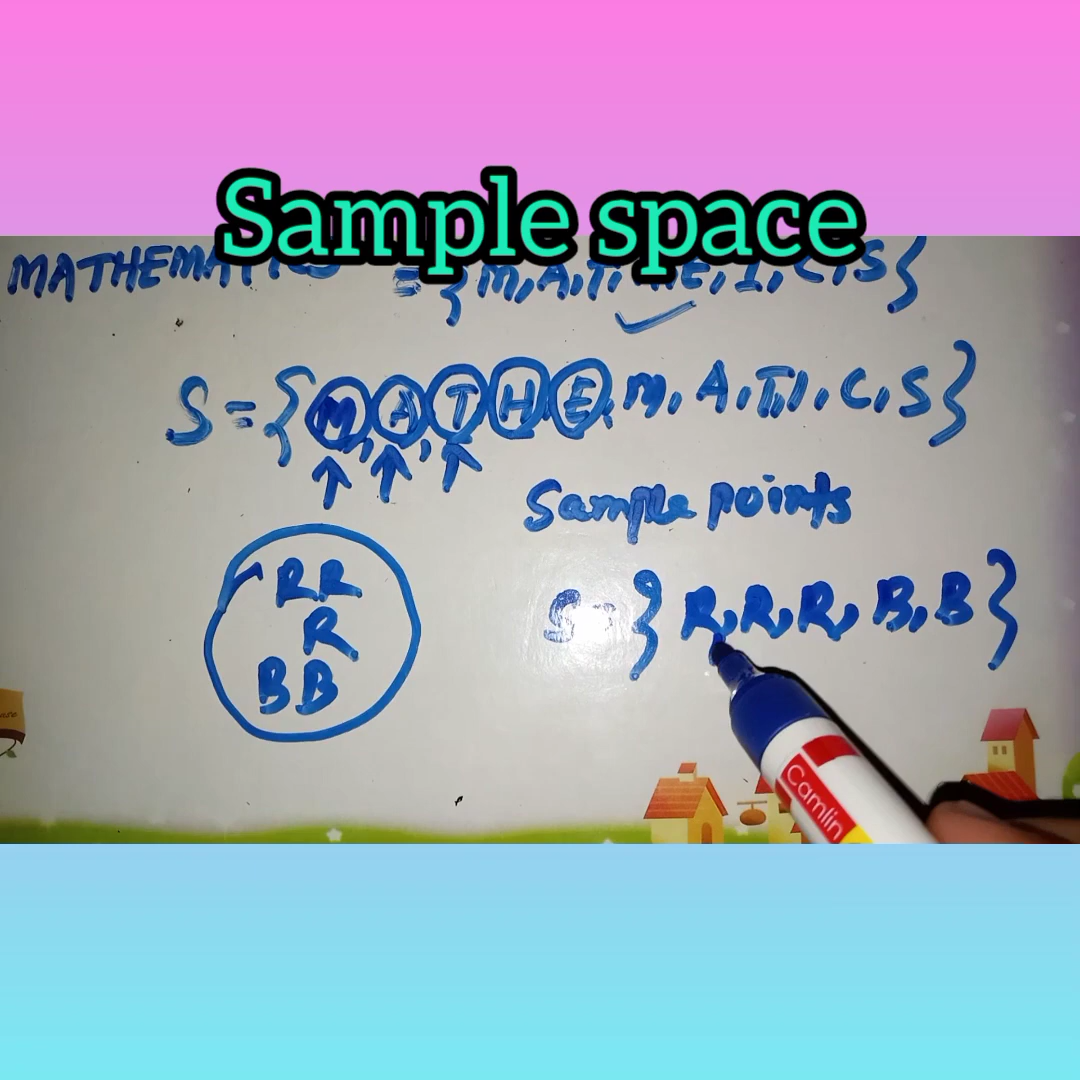 Sample space
MATHEMATICS = {M, A, T, H, E, I, C, S}
S = {M, A, T, H, E, M, A, T, I, C, S}
Sample points
RR
R
BB
S = {R, R, R, B, B}
Camlin